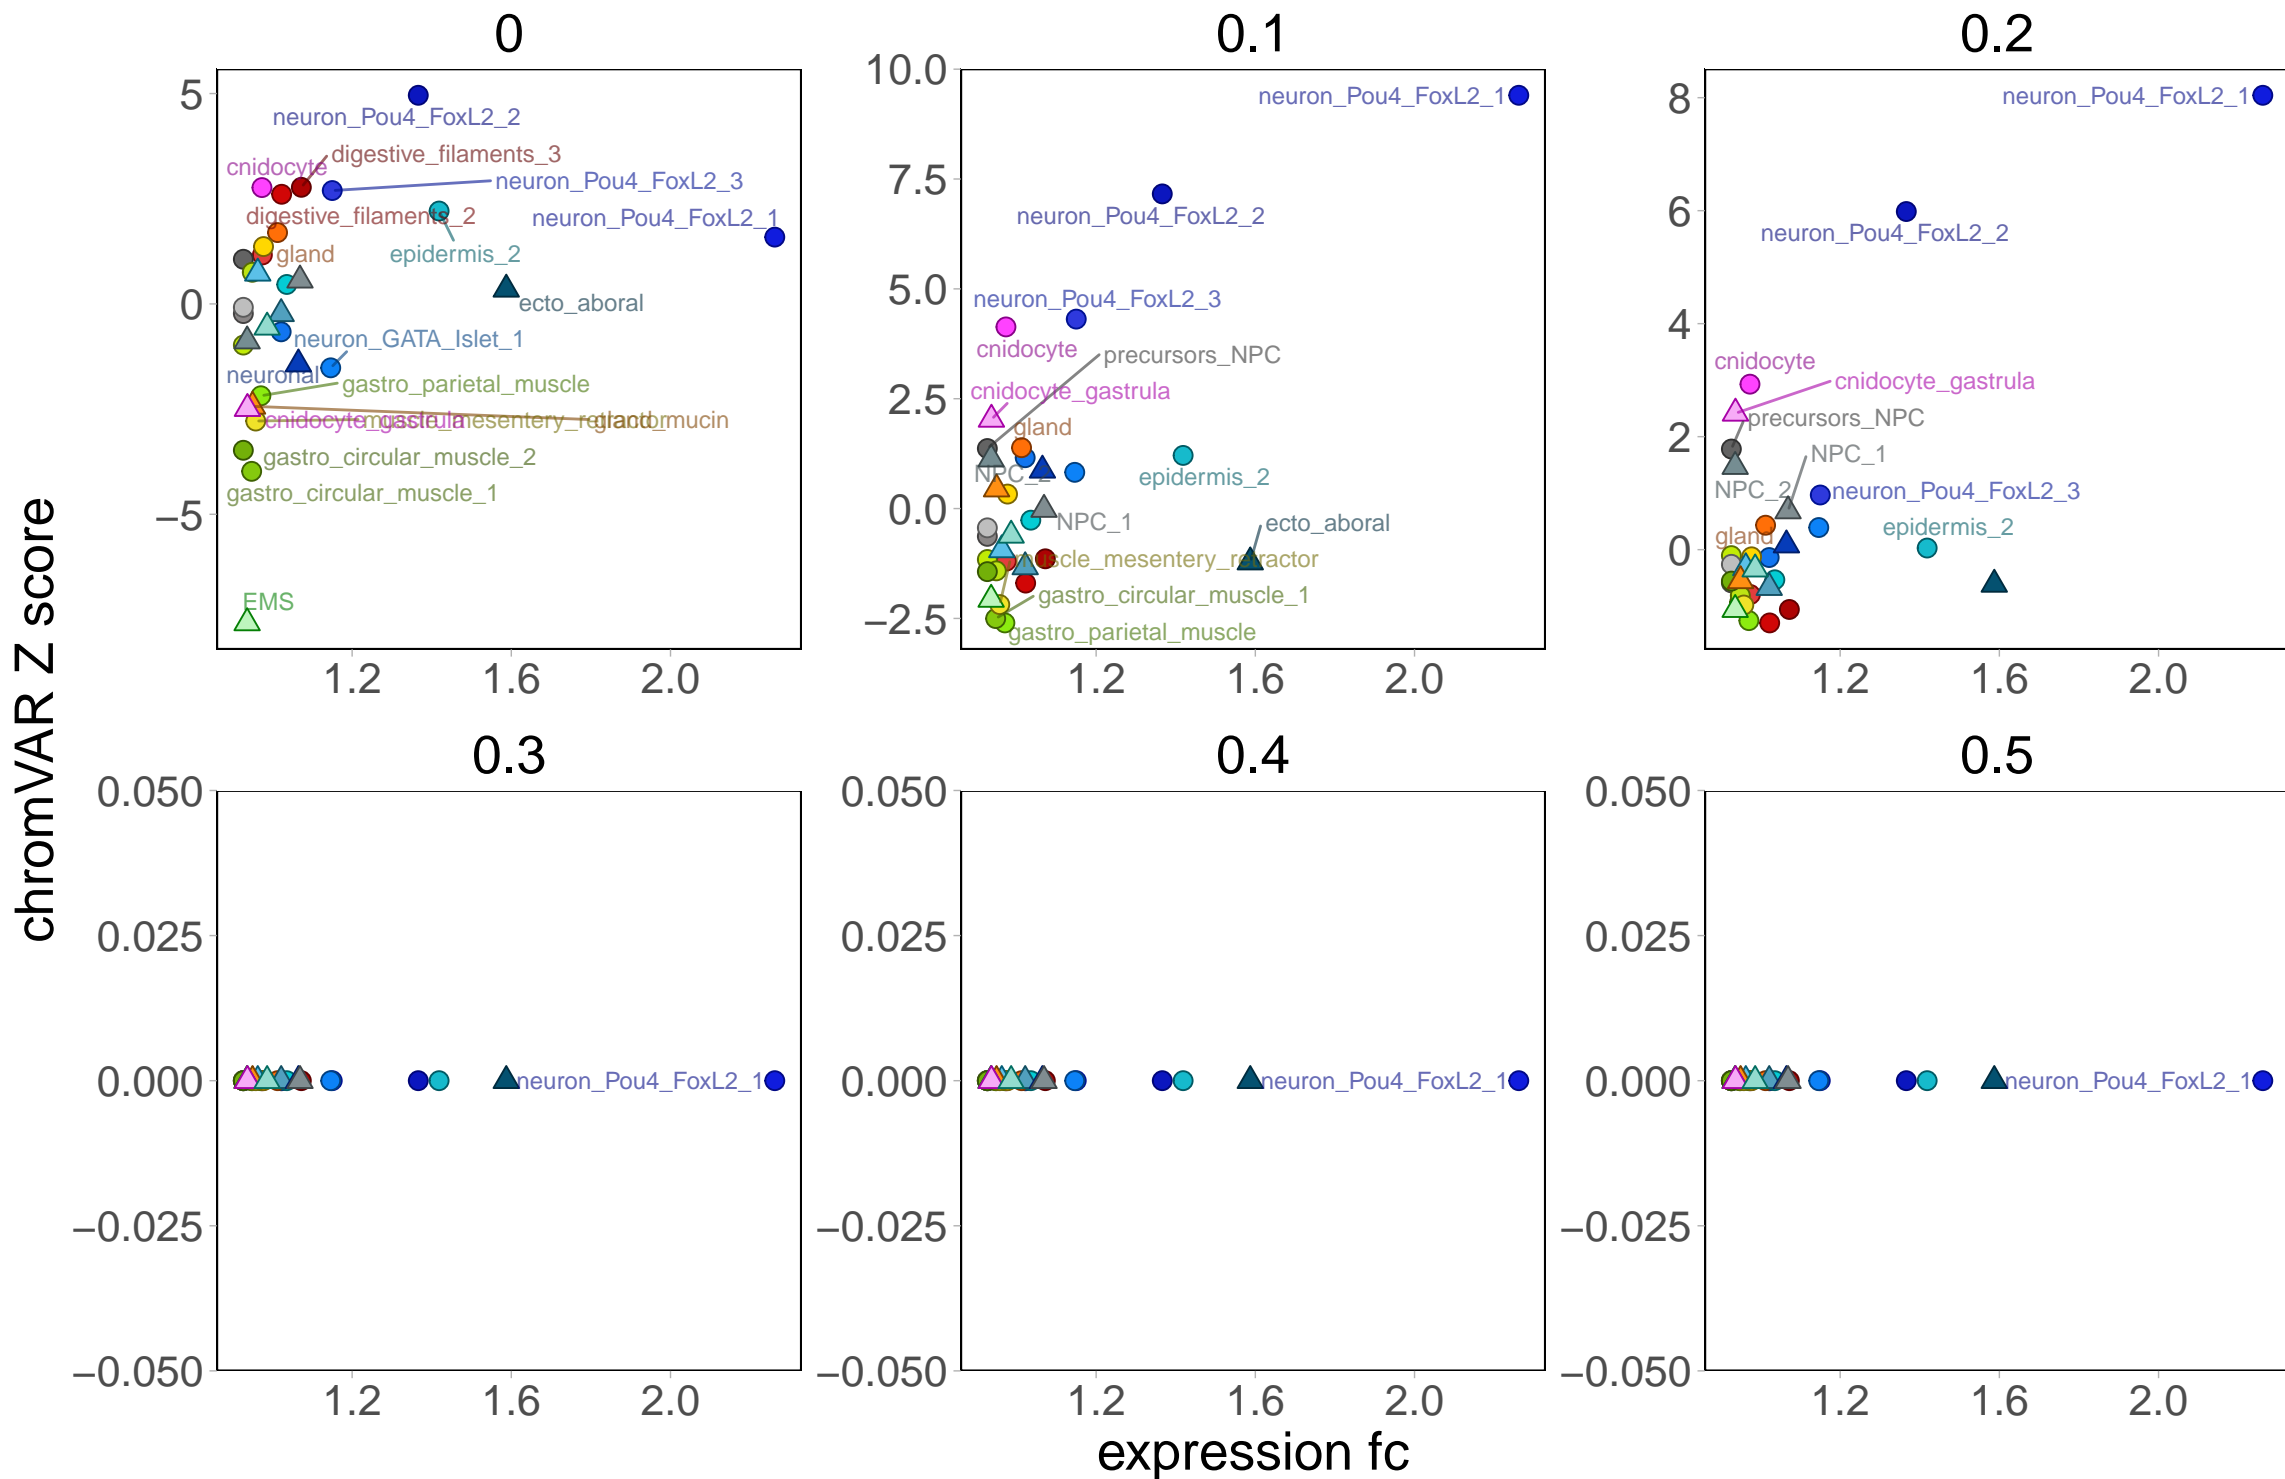 0
0.1
0.2
5
0
−5
neuron_Pou4_FoxL2_2
digestive_filaments_3
cnidocyte
neuron_Pou4_FoxL2_3
digestive_filaments_2
neuron_Pou4_FoxL2_1
gland
epidermis_2
ecto_aboral
neuron_GATA_Islet_1
neuronal
gastro_parietal_muscle
cnidocyte_gastrula
muscle_mesentery_retractor
gland_mucin
gastro_circular_muscle_2
gastro_circular_muscle_1
EMS
1.2 1.6 2.0
10.0
7.5
5.0
2.5
0.0
−2.5
neuron_Pou4_FoxL2_1
neuron_Pou4_FoxL2_2
neuron_Pou4_FoxL2_3
cnidocyte
precursors_NPC
cnidocyte_gastrula
gland
NPC_2
epidermis_2
NPC_1
ecto_aboral
muscle_mesentery_retractor
gastro_circular_muscle_1
gastro_parietal_muscle
1.2 1.6 2.0
8
6
4
2
0
neuron_Pou4_FoxL2_1
neuron_Pou4_FoxL2_2
cnidocyte
cnidocyte_gastrula
precursors_NPC
NPC_1
NPC_2
neuron_Pou4_FoxL2_3
gland
epidermis_2
1.2 1.6 2.0
chromVAR Z score
0.3
0.4
0.5
0.050
0.025
0.000
−0.025
−0.050
neuron_Pou4_FoxL2_1
1.2 1.6 2.0
0.050
0.025
0.000
−0.025
−0.050
neuron_Pou4_FoxL2_1
1.2 1.6 2.0
0.050
0.025
0.000
−0.025
−0.050
neuron_Pou4_FoxL2_1
1.2 1.6 2.0
expression fc